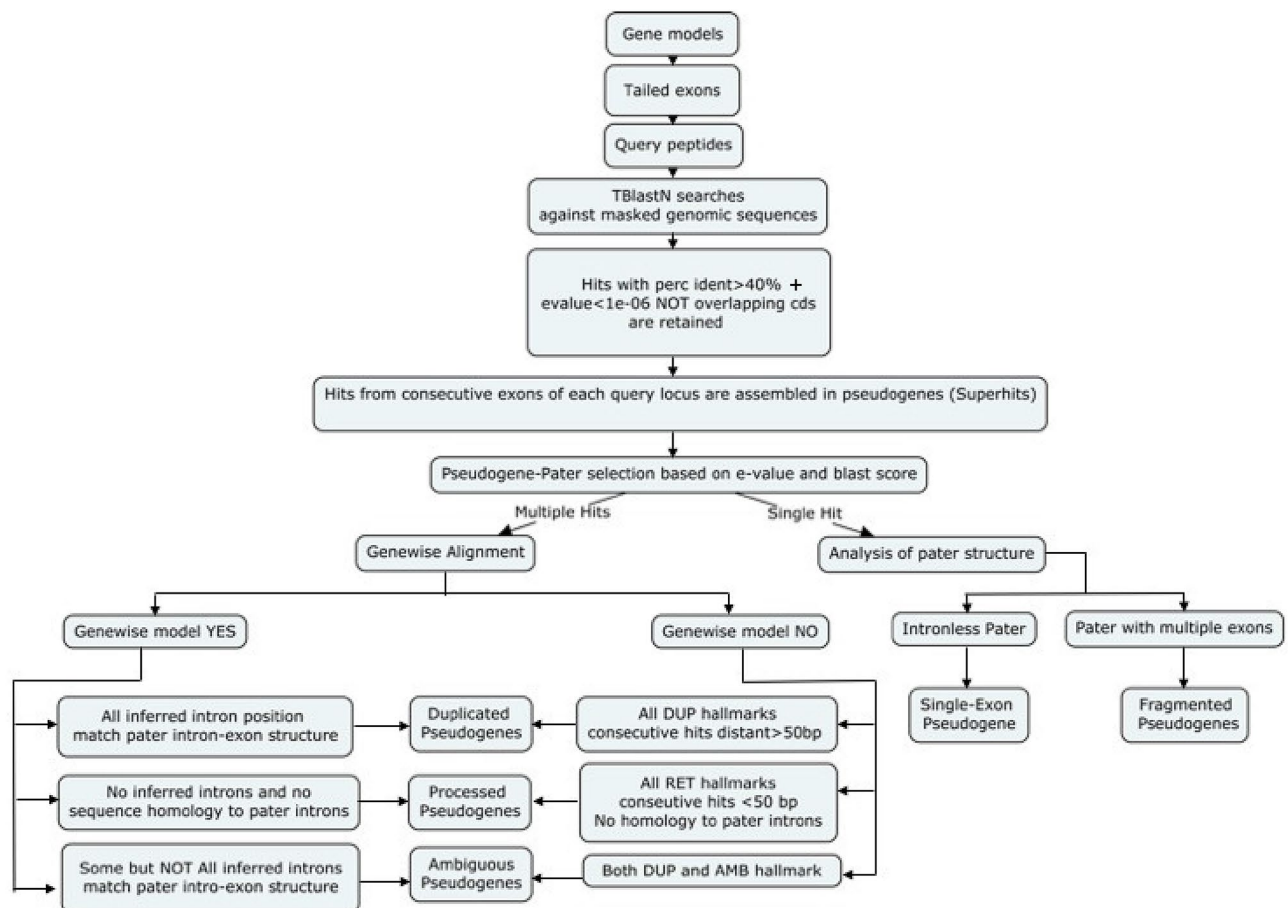 Gene models
Tailed exons
Query peptides
TBlastN searches
against masked genomic sequences
Hits with perc ident>40% +
evalue<1e-06 NOT overlapping cds
are retained
Hits from consecutive exons of each query locus are assembled in pseudogenes (Superhits)
Pseudogene-Pater selection based on e-value and blast score
Multiple Hits
Single Hit
Genewise Alignment
Analysis of pater structure
Genewise model YES
Genewise model NO
Intronless Pater
Pater with multiple exons
All inferred intron position
match pater intron-exon structure
Duplicated
Pseudogenes
All DUP hallmarks
consecutive hits distant>50bp
Single-Exon
Pseudogene
Fragmented
Pseudogenes
No inferred introns and no
sequence homology to pater introns
Processed
Pseudogenes
All RET hallmarks
conseutive hits <50 bp
No homology to pater introns
Some but NOT All inferred introns
match pater intro-exon structure
Ambiguous
Pseudogenes
Both DUP and AMB hallmark